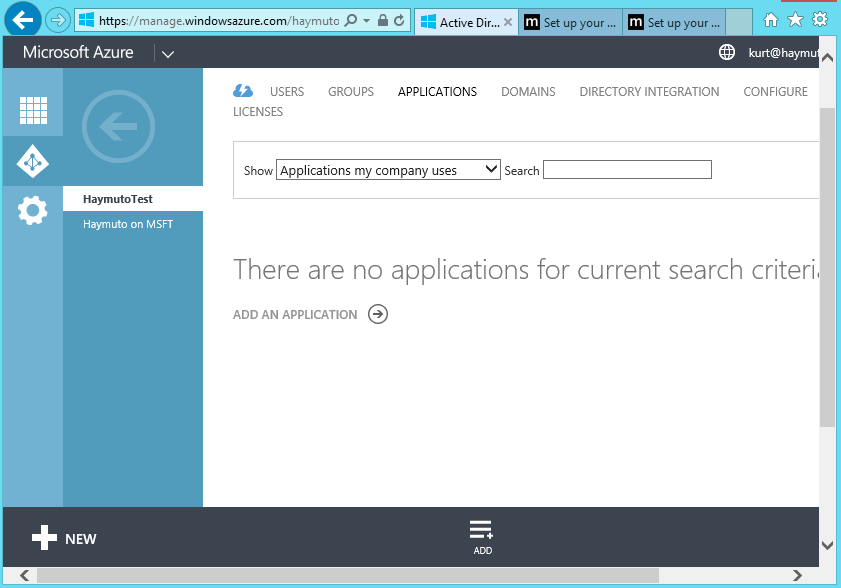 https://manage.windowsazure.com/haymuto
Active Dir...
m Set up your ...
m Set up your ...
Microsoft Azure
kurt@haymut
USERS GROUPS APPLICATIONS DOMAINS DIRECTORY INTEGRATION CONFIGURE
LICENSES
Show Applications my company uses Search
HaymutoTest
Haymuto on MSFT
There are no applications for current search criteria
ADD AN APPLICATION
NEW
ADD